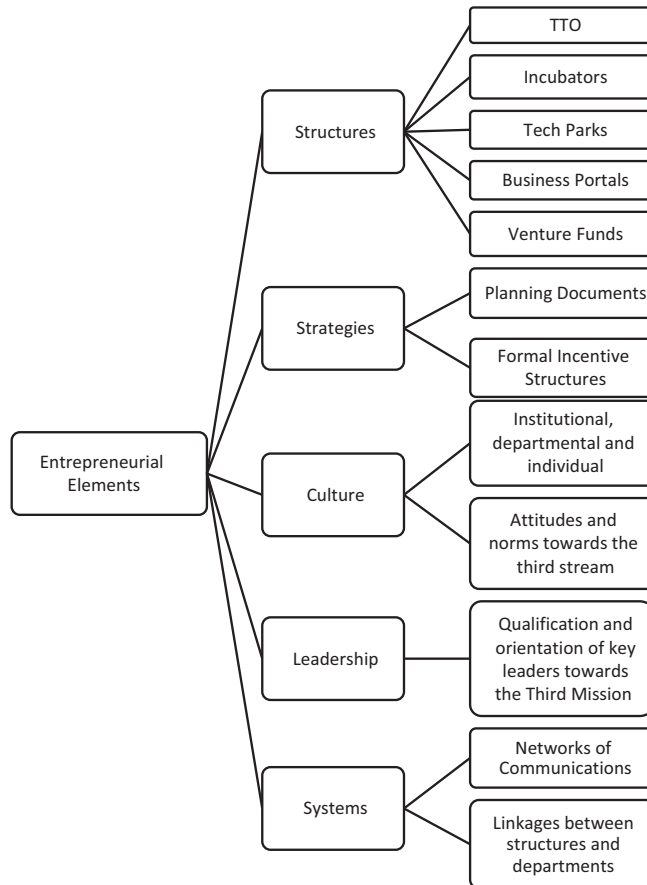 Entrepreneurial
Elements
Structures
TTO
Incubators
Tech Parks
Business Portals
Venture Funds
Strategies
Planning Documents
Formal Incentive
Structures
Culture
Institutional,
departmental and
individual
Attitudes and
norms towards the
third stream
Leadership
Qualification and
orientation of key
leaders towards
the Third Mission
Systems
Networks of
Communications
Linkages between
structures and
departments